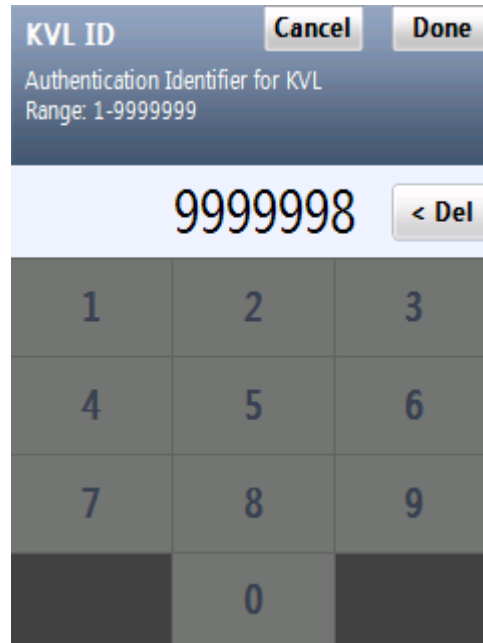 KVL ID
Cancel
Done
Authentication Identifier for KVL
Range: 1-9999999
9999998
< Del
1 2 3
4 5 6
7 8 9
0